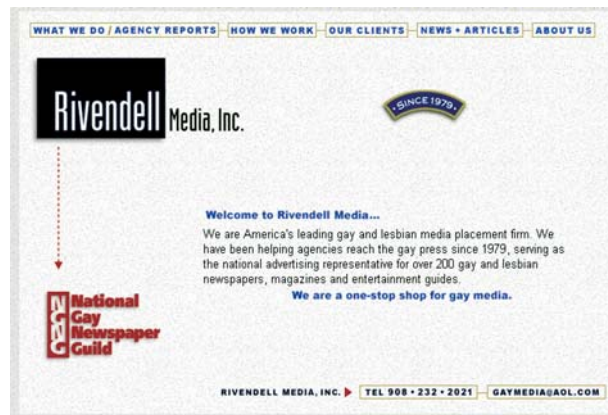 WHAT WE DO / AGENCY REPORTS HOW WE WORK OUR CLIENTS NEWS + ARTICLES ABOUT US
Rivendell Media, Inc.
• SINCE 1979 •
Welcome to Rivendell Media...
We are America's leading gay and lesbian media placement firm. We
have been helping agencies reach the gay press since 1979, serving as
the national advertising representative for over 200 gay and lesbian
newspapers, magazines and entertainment guides.
We are a one-stop shop for gay media.
NGNG
National
Gay
Newspaper
Guild
RIVENDELL MEDIA, INC. TEL 908 • 232 • 2021 GAYMEDIA@AOL.COM